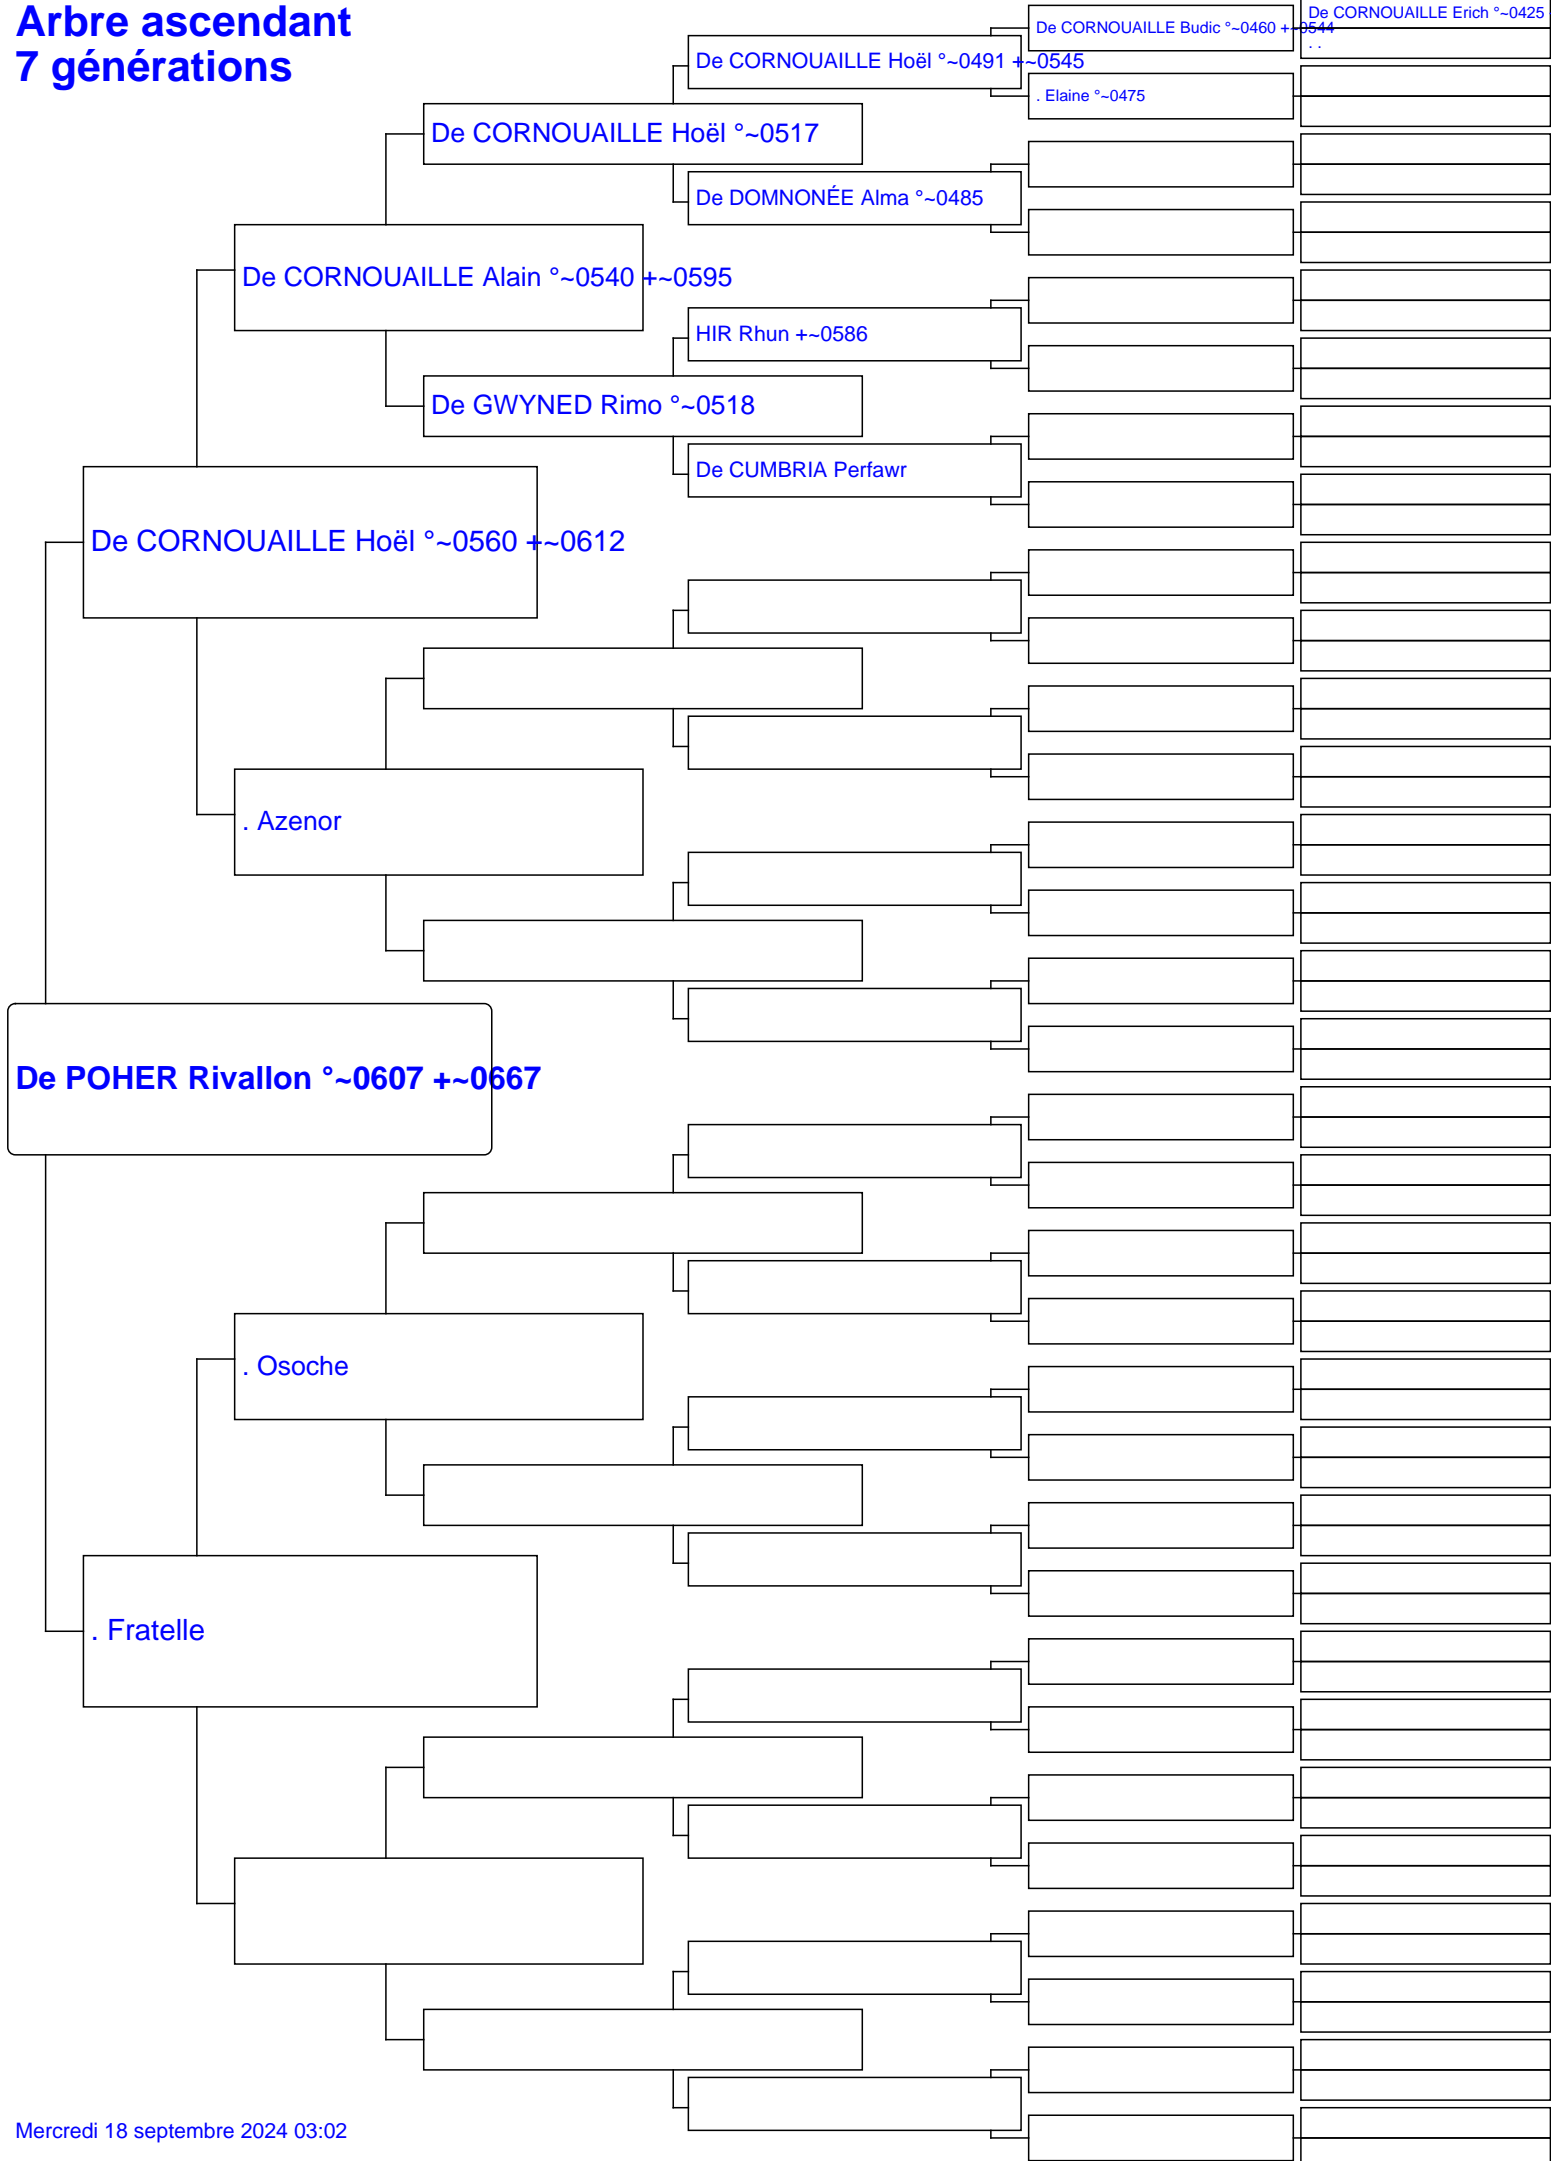 Arbre ascendant
7 générations
De CORNOUAILLE Erich °~0425
. .
De CORNOUAILLE Budic °~0460 +~0544
De CORNOUAILLE Hoël °~0491 +~0545
. Elaine °~0475
De CORNOUAILLE Hoël °~0517
De DOMNONÉE Alma °~0485
De CORNOUAILLE Alain °~0540 +~0595
HIR Rhun +~0586
De GWYNED Rimo °~0518
De CUMBRIA Perfawr
De CORNOUAILLE Hoël °~0560 +~0612
. Azenor
De POHER Rivallon °~0607 +~0667
. Osoche
. Fratelle
Mercredi 18 septembre 2024 03:02